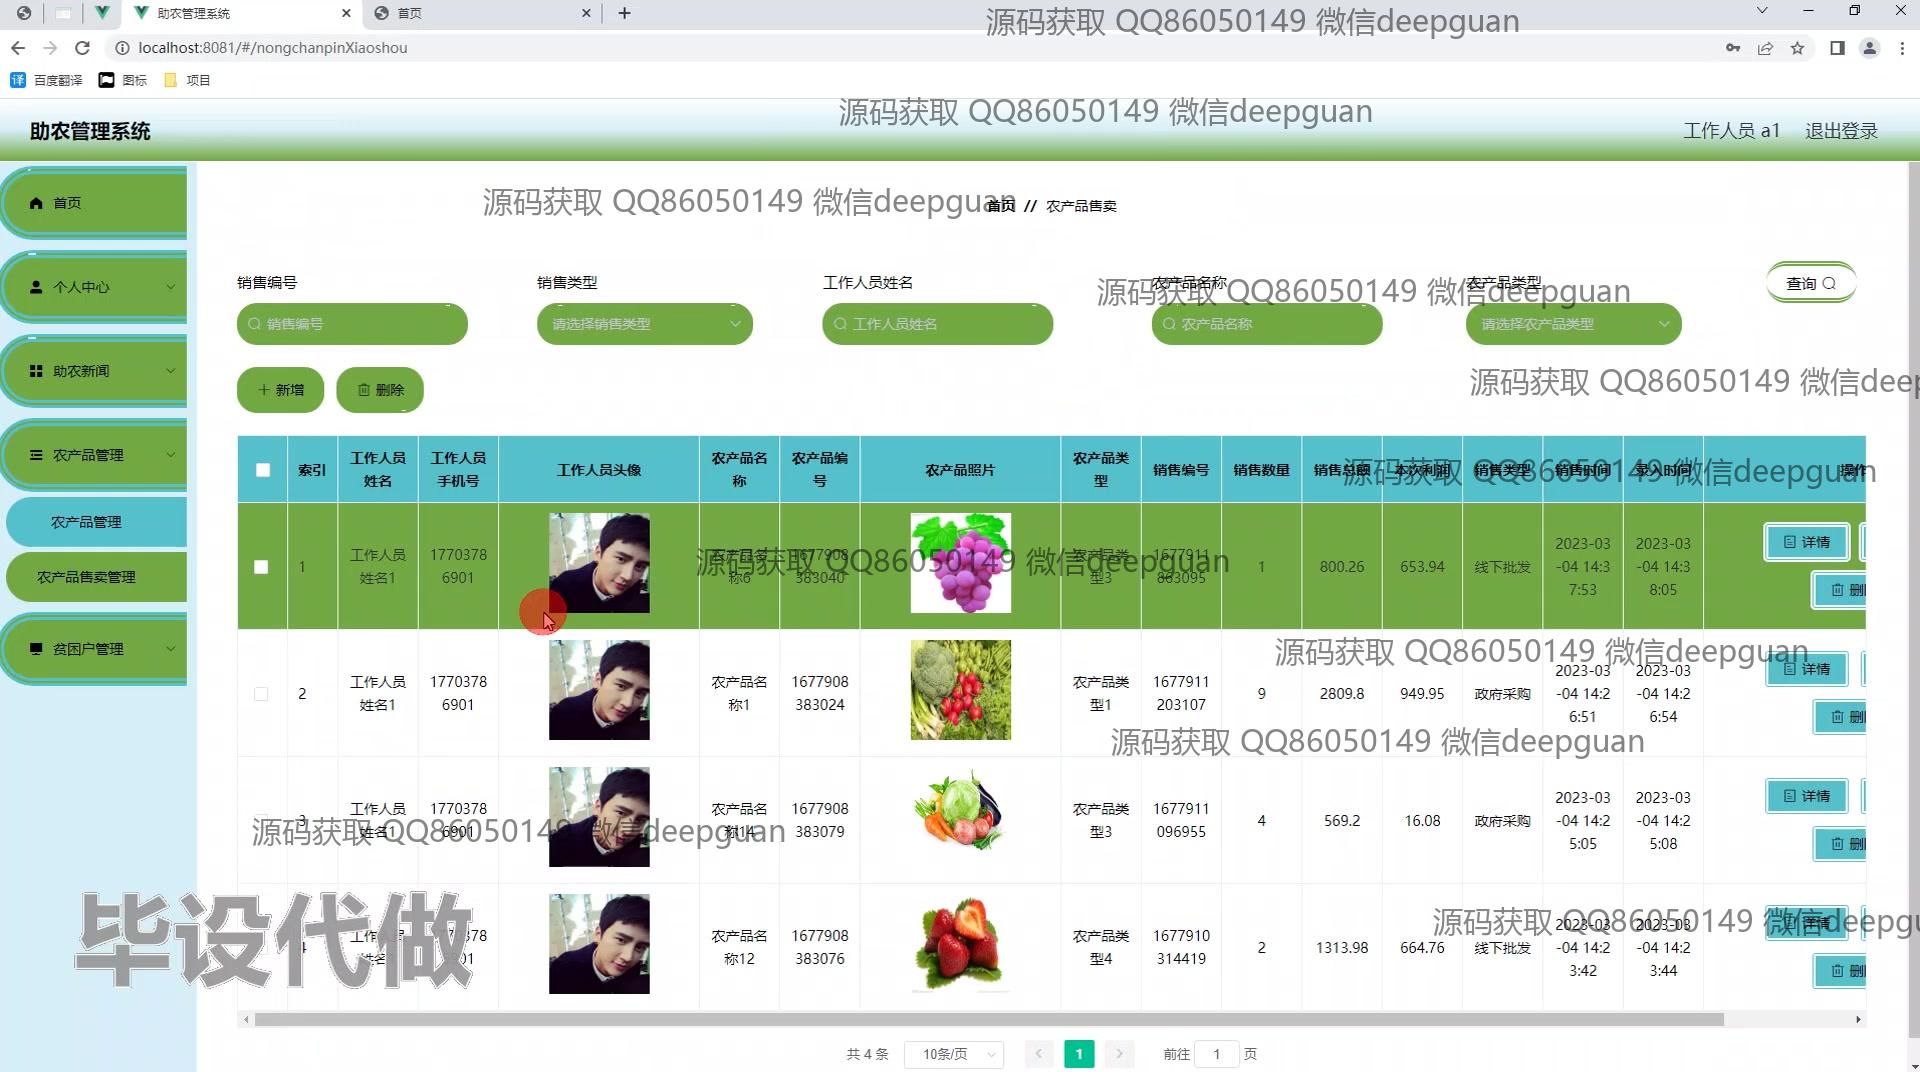 助农管理系统
首页
源码获取 QQ86050149 微信deepguan
localhost:8081/#/nongchanpinXiaoshou
百度翻译
图标
项目
源码获取 QQ86050149 微信deepguan
助农管理系统
工作人员 a1
退出登录
首页
个人中心
助农新闻
农产品管理
农产品管理
农产品售卖管理
贫困户管理
源码获取 QQ86050149 微信deepguan
首页 // 农产品售卖
销售编号
销售类型
工作人员姓名
农产品名称
农产品类型
查询
源码获取 QQ86050149 微信deepguan
销售编号
请选择销售类型
工作人员姓名
农产品名称
请选择农产品类型
新增
删除
源码获取 QQ86050149 微信deep
索引
工作人员姓名
工作人员手机号
工作人员头像
农产品名称
农产品编号
农产品照片
农产品类型
销售编号
销售数量
销售总额
本次利润
销售类型
销售时间
录入时间
操作
源码获取 QQ86050149 微信deepguan
1
工作人员姓名1
17703786901
农产品名称6
1677908383040
农产品类型3
1677911863095
1
800.26
653.94
线下批发
2023-03-04 14:37:53
2023-03-04 14:38:05
详情
删
源码获取 QQ86050149 微信deepguan
源码获取 QQ86050149 微信deepguan
2
工作人员姓名1
17703786901
农产品名称1
1677908383024
农产品类型1
1677911203107
9
2809.8
949.95
政府采购
2023-03-04 14:26:51
2023-03-04 14:26:54
详情
删
源码获取 QQ86050149 微信deepguan
3
工作人员姓名1
17703786901
农产品名称14
1677908383079
农产品类型3
1677911096955
4
569.2
16.08
政府采购
2023-03-04 14:25:05
2023-03-04 14:25:08
详情
删
源码获取 QQ86050149 微信deepguan
4
工作人员姓名1
17703786901
农产品名称12
1677908383076
农产品类型4
1677910314419
2
1313.98
664.76
线下批发
2023-03-04 14:23:42
2023-03-04 14:23:44
详情
删
源码获取 QQ86050149 微信deepgu
毕设代做
共 4 条
10条/页
1
前往 1 页